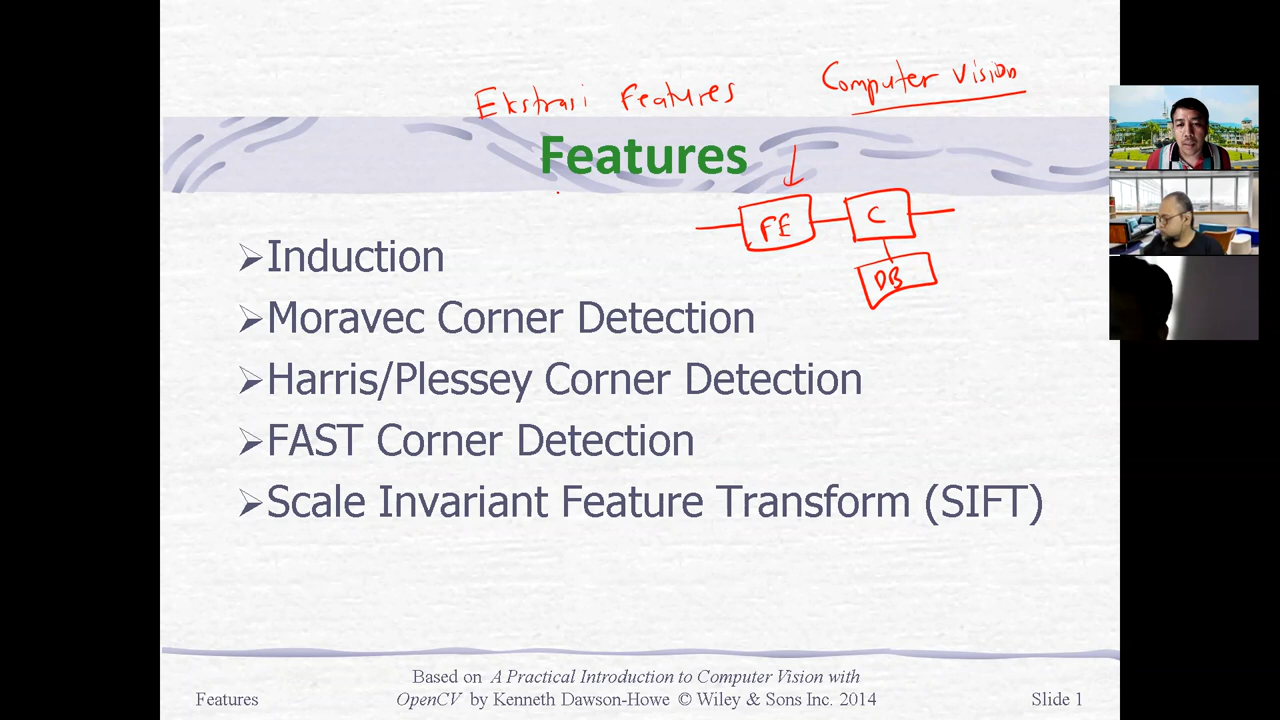 Ekstrasi Features
Computer Vision
Features
FE
C
DB
➢Induction
➢Moravec Corner Detection
➢Harris/Plessey Corner Detection
➢FAST Corner Detection
➢Scale Invariant Feature Transform (SIFT)
Features
Based on A Practical Introduction to Computer Vision with
OpenCV by Kenneth Dawson-Howe © Wiley & Sons Inc. 2014
Slide 1